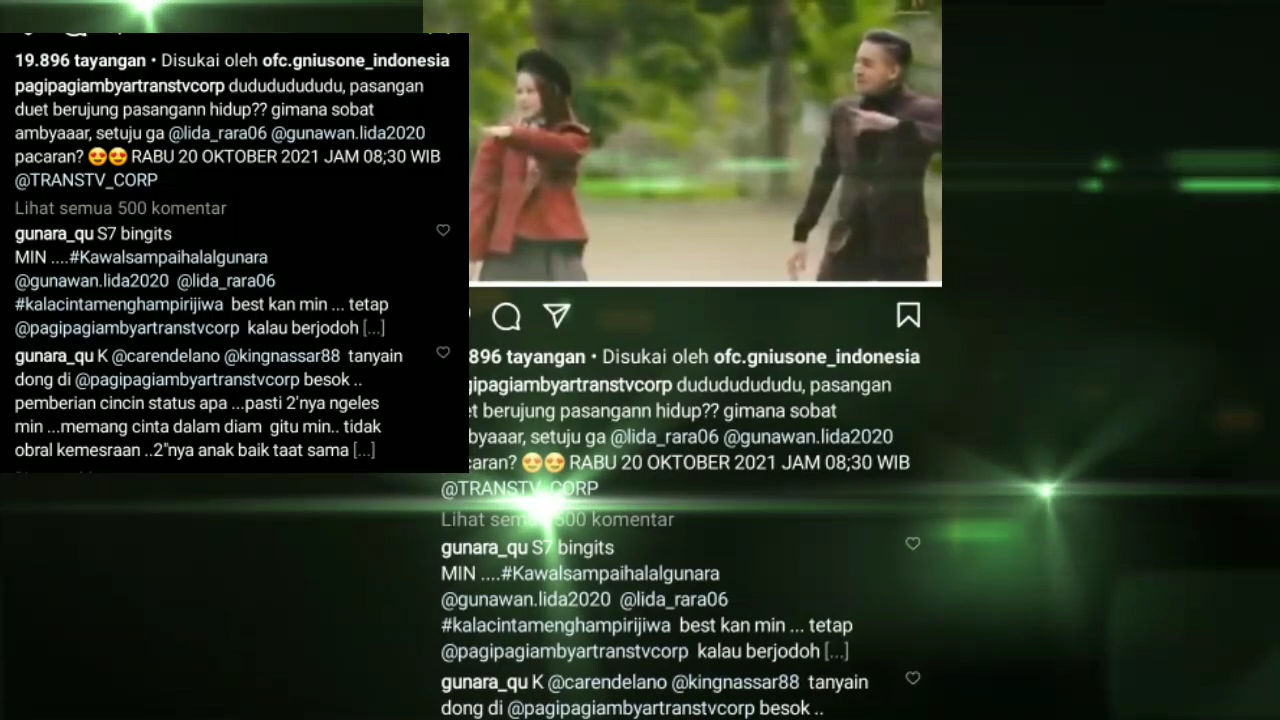 19.896 tayangan • Disukai oleh ofc.gniusone_indonesia
pagipagiambyartranstvcorp dudududududu, pasangan
duet berujung pasangann hidup?? gimana sobat
ambyaaar, setuju ga @lida_rara06 @gunawan.lida2020
pacaran? 😍😍 RABU 20 OKTOBER 2021 JAM 08;30 WIB
@TRANSTV_CORP
Lihat semua 500 komentar
gunara_qu S7 bingits
MIN ....#Kawalsampaihalalgunara
@gunawan.lida2020 @lida_rara06
#kalacintamenghampirijiwa best kan min ... tetap
@pagipagiambyartranstvcorp kalau berjodoh [...]
gunara_qu K @carendelano @kingnassar88 tanyain
dong di @pagipagiambyartranstvcorp besok ..
pemberian cincin status apa ...pasti 2'nya ngeles
min ...memang cinta dalam diam gitu min.. tidak
obral kemesraan ..2"nya anak baik taat sama [...]
896 tayangan • Disukai oleh ofc.gniusone_indonesia
gipagiambyartranstvcorp dudududududu, pasangan
et berujung pasangann hidup?? gimana sobat
byaaar, setuju ga @lida_rara06 @gunawan.lida2020
caran? 😍😍 RABU 20 OKTOBER 2021 JAM 08;30 WIB
@TRANSTV_CORP
Lihat semua 500 komentar
gunara_qu S7 bingits
MIN ....#Kawalsampaihalalgunara
@gunawan.lida2020 @lida_rara06
#kalacintamenghampirijiwa best kan min ... tetap
@pagipagiambyartranstvcorp kalau berjodoh [...]
gunara_qu K @carendelano @kingnassar88 tanyain
dong di @pagipagiambyartranstvcorp besok ..